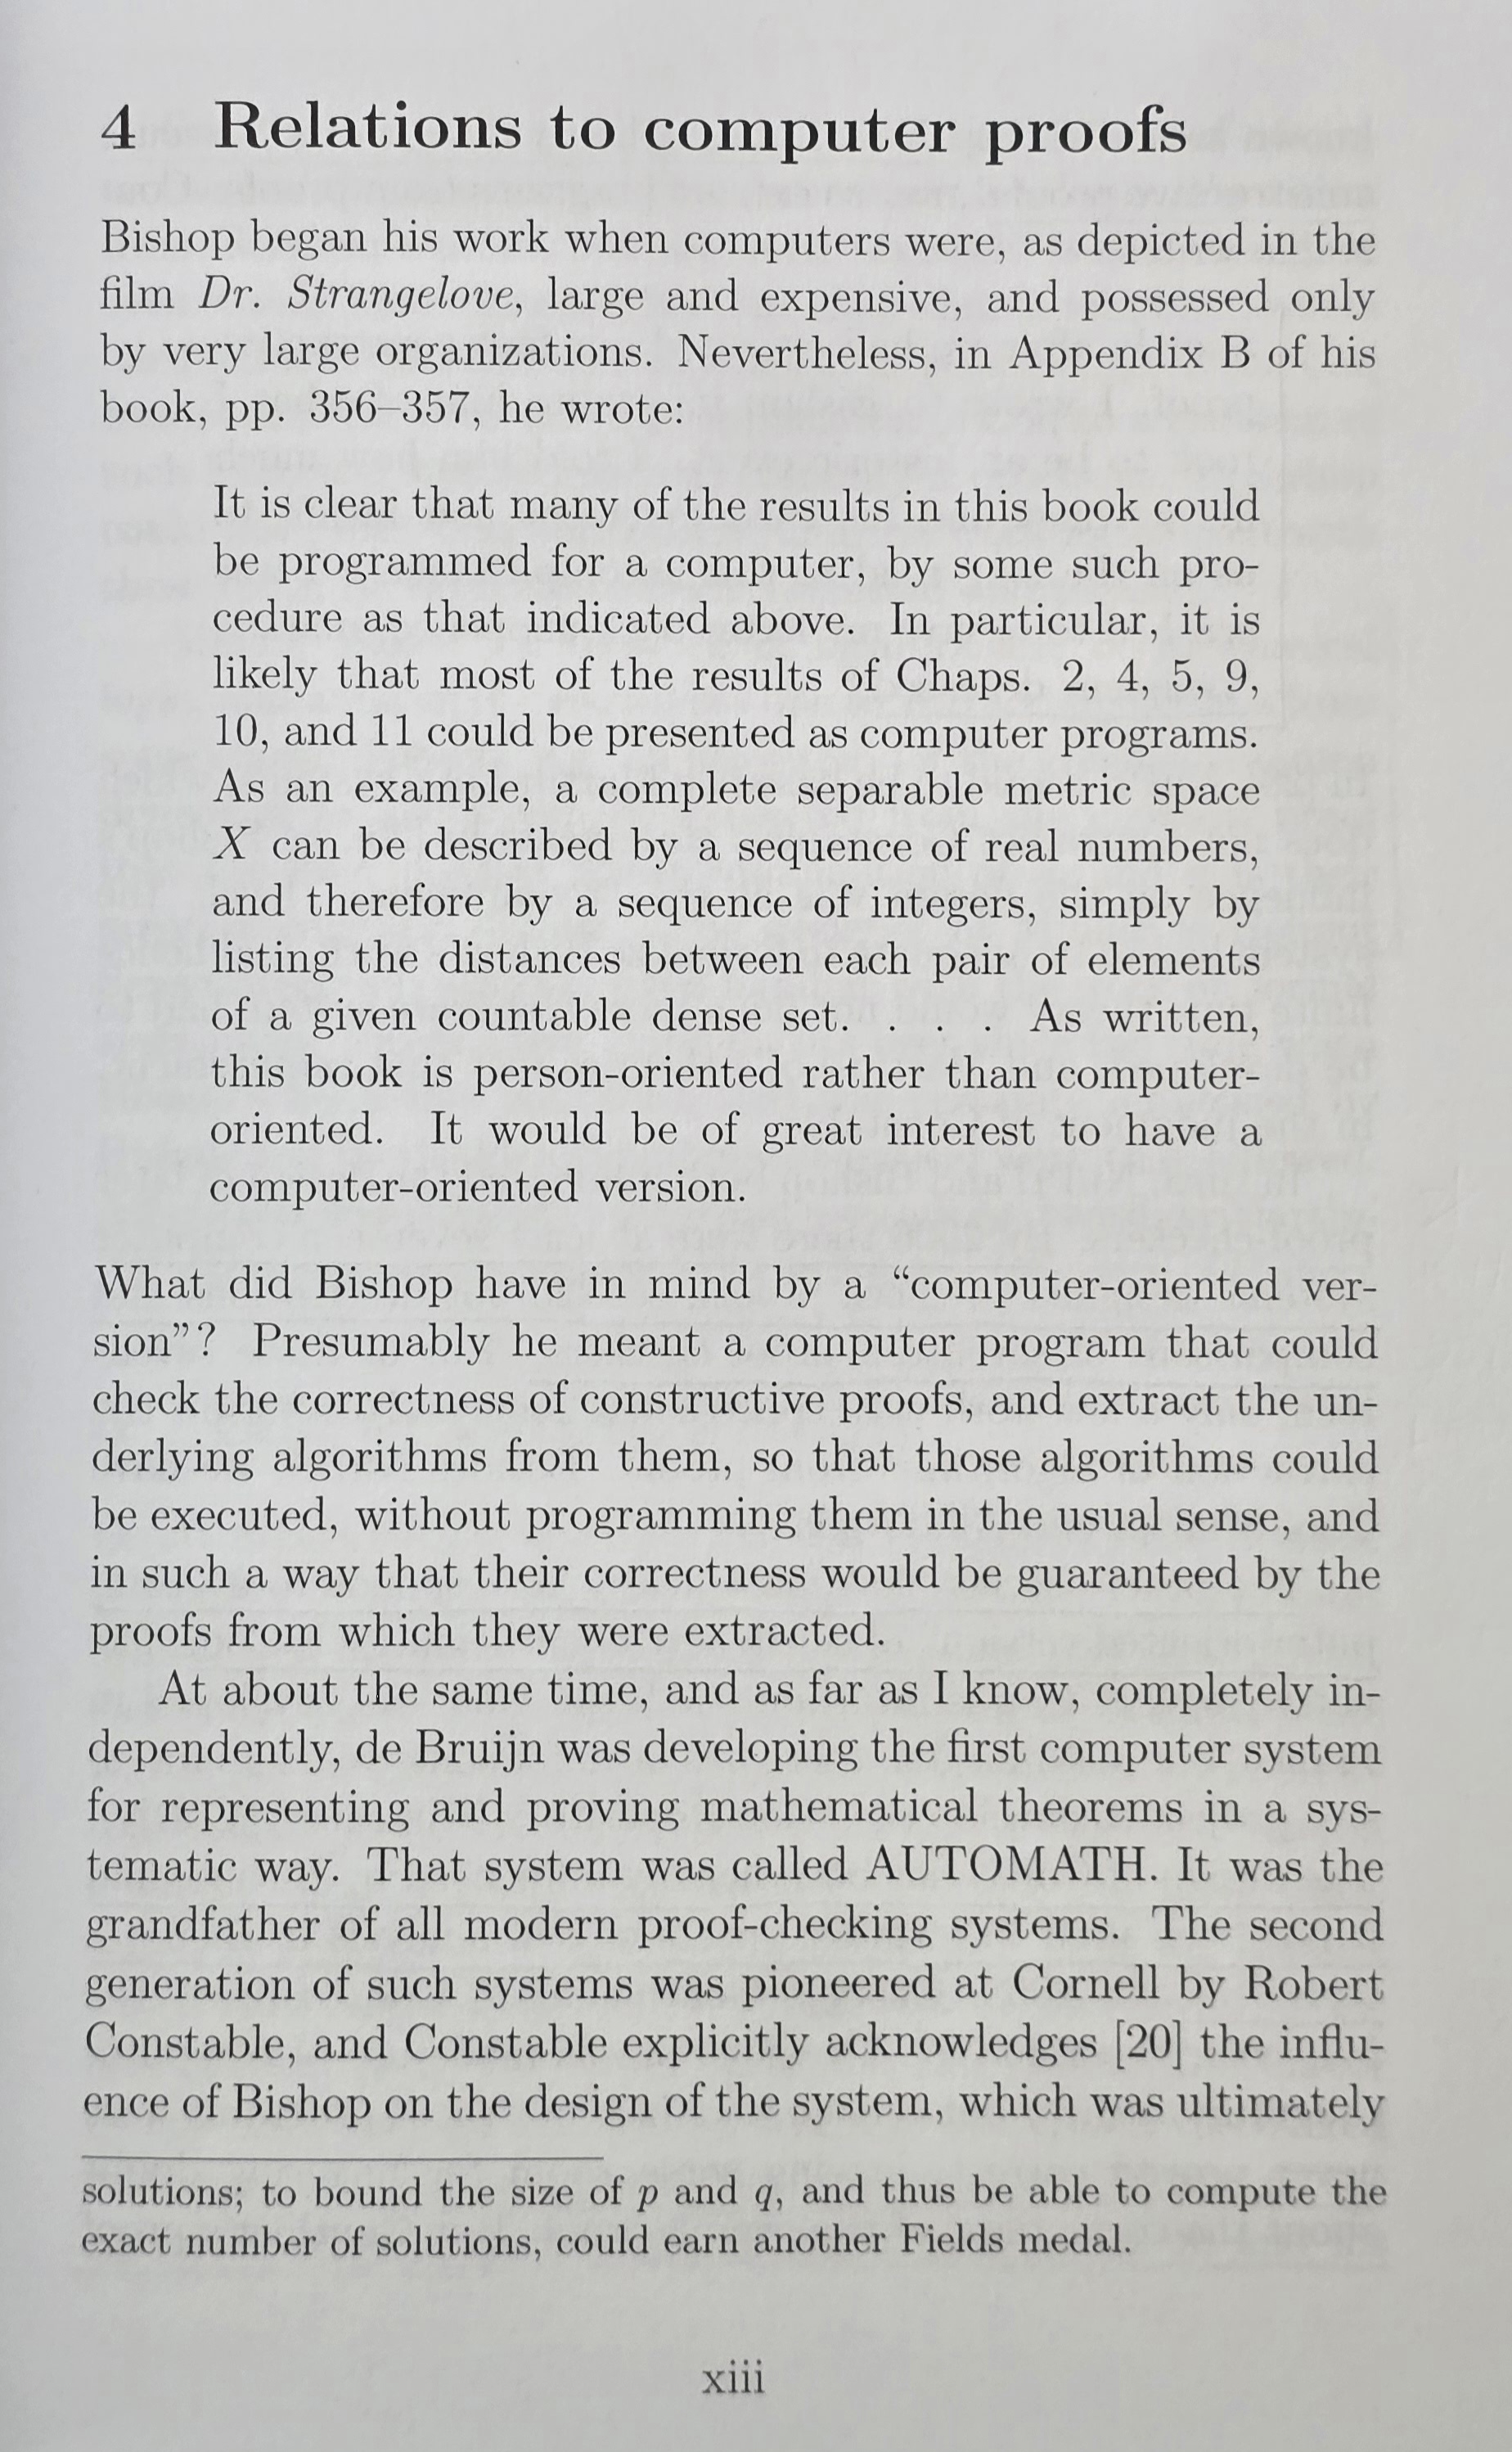 4 Relations to computer proofs
Bishop began his work when computers were, as depicted in the
film Dr. Strangelove, large and expensive, and possessed only
by very large organizations. Nevertheless, in Appendix B of his
book, pp. 356–357, he wrote:
It is clear that many of the results in this book could
be programmed for a computer, by some such pro-
cedure as that indicated above. In particular, it is
likely that most of the results of Chaps. 2, 4, 5, 9,
10, and 11 could be presented as computer programs.
As an example, a complete separable metric space
X can be described by a sequence of real numbers,
and therefore by a sequence of integers, simply by
listing the distances between each pair of elements
of a given countable dense set. . . . As written,
this book is person-oriented rather than computer-
oriented. It would be of great interest to have a
computer-oriented version.
What did Bishop have in mind by a “computer-oriented ver-
sion”? Presumably he meant a computer program that could
check the correctness of constructive proofs, and extract the un-
derlying algorithms from them, so that those algorithms could
be executed, without programming them in the usual sense, and
in such a way that their correctness would be guaranteed by the
proofs from which they were extracted.
At about the same time, and as far as I know, completely in-
dependently, de Bruijn was developing the first computer system
for representing and proving mathematical theorems in a sys-
tematic way. That system was called AUTOMATH. It was the
grandfather of all modern proof-checking systems. The second
generation of such systems was pioneered at Cornell by Robert
Constable, and Constable explicitly acknowledges [20] the influ-
ence of Bishop on the design of the system, which was ultimately
solutions; to bound the size of p and q, and thus be able to compute the
exact number of solutions, could earn another Fields medal.
xiii